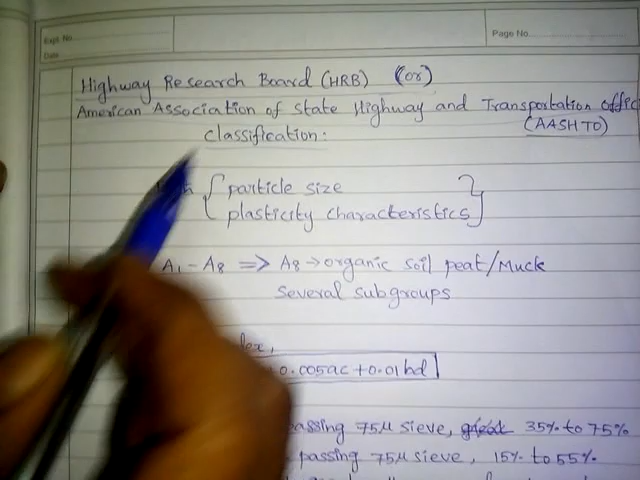 Expt. No.
Page No.
Date
Highway Research Board (HRB) (or)
American Association of State Highway and Transportation offic
(AASHTO)
classification:
particle size
plasticity characteristics
A1 - A8 => A8 → organic soil peat/Muck
several subgroups
0.005ac + 0.01bd
passing 75μ sieve, 35% to 75%
passing 75μ sieve, 15% to 55%